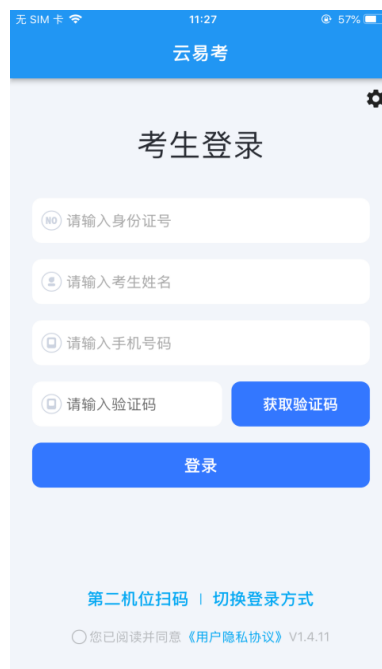 无 SIM 卡 11:27 57%
云易考
考生登录
NO 请输入身份证号
请输入考生姓名
请输入手机号码
请输入验证码 获取验证码
登录
第二机位扫码 | 切换登录方式
您已阅读并同意《用户隐私协议》V1.4.11